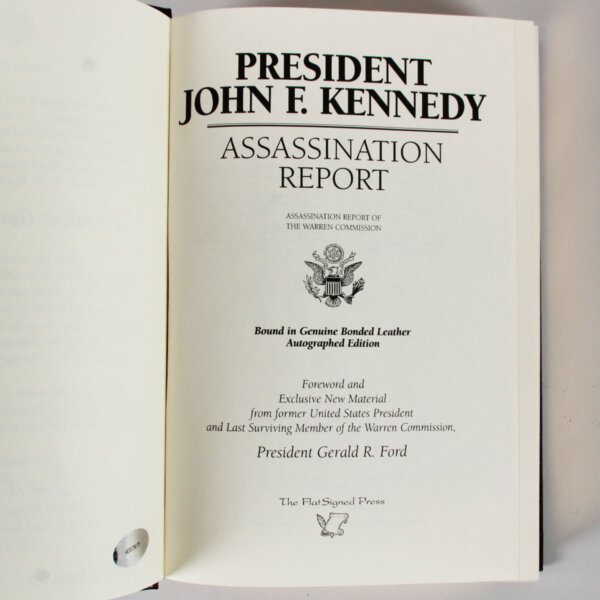 PRESIDENT
JOHN F. KENNEDY
ASSASSINATION
REPORT
ASSASSINATION REPORT OF
THE WARREN COMMISSION
Bound in Genuine Bonded Leather
Autographed Edition
Foreword and
Exclusive New Material
from former United States President
and Last Surviving Member of the Warren Commission,
President Gerald R. Ford
The FlatSigned Press